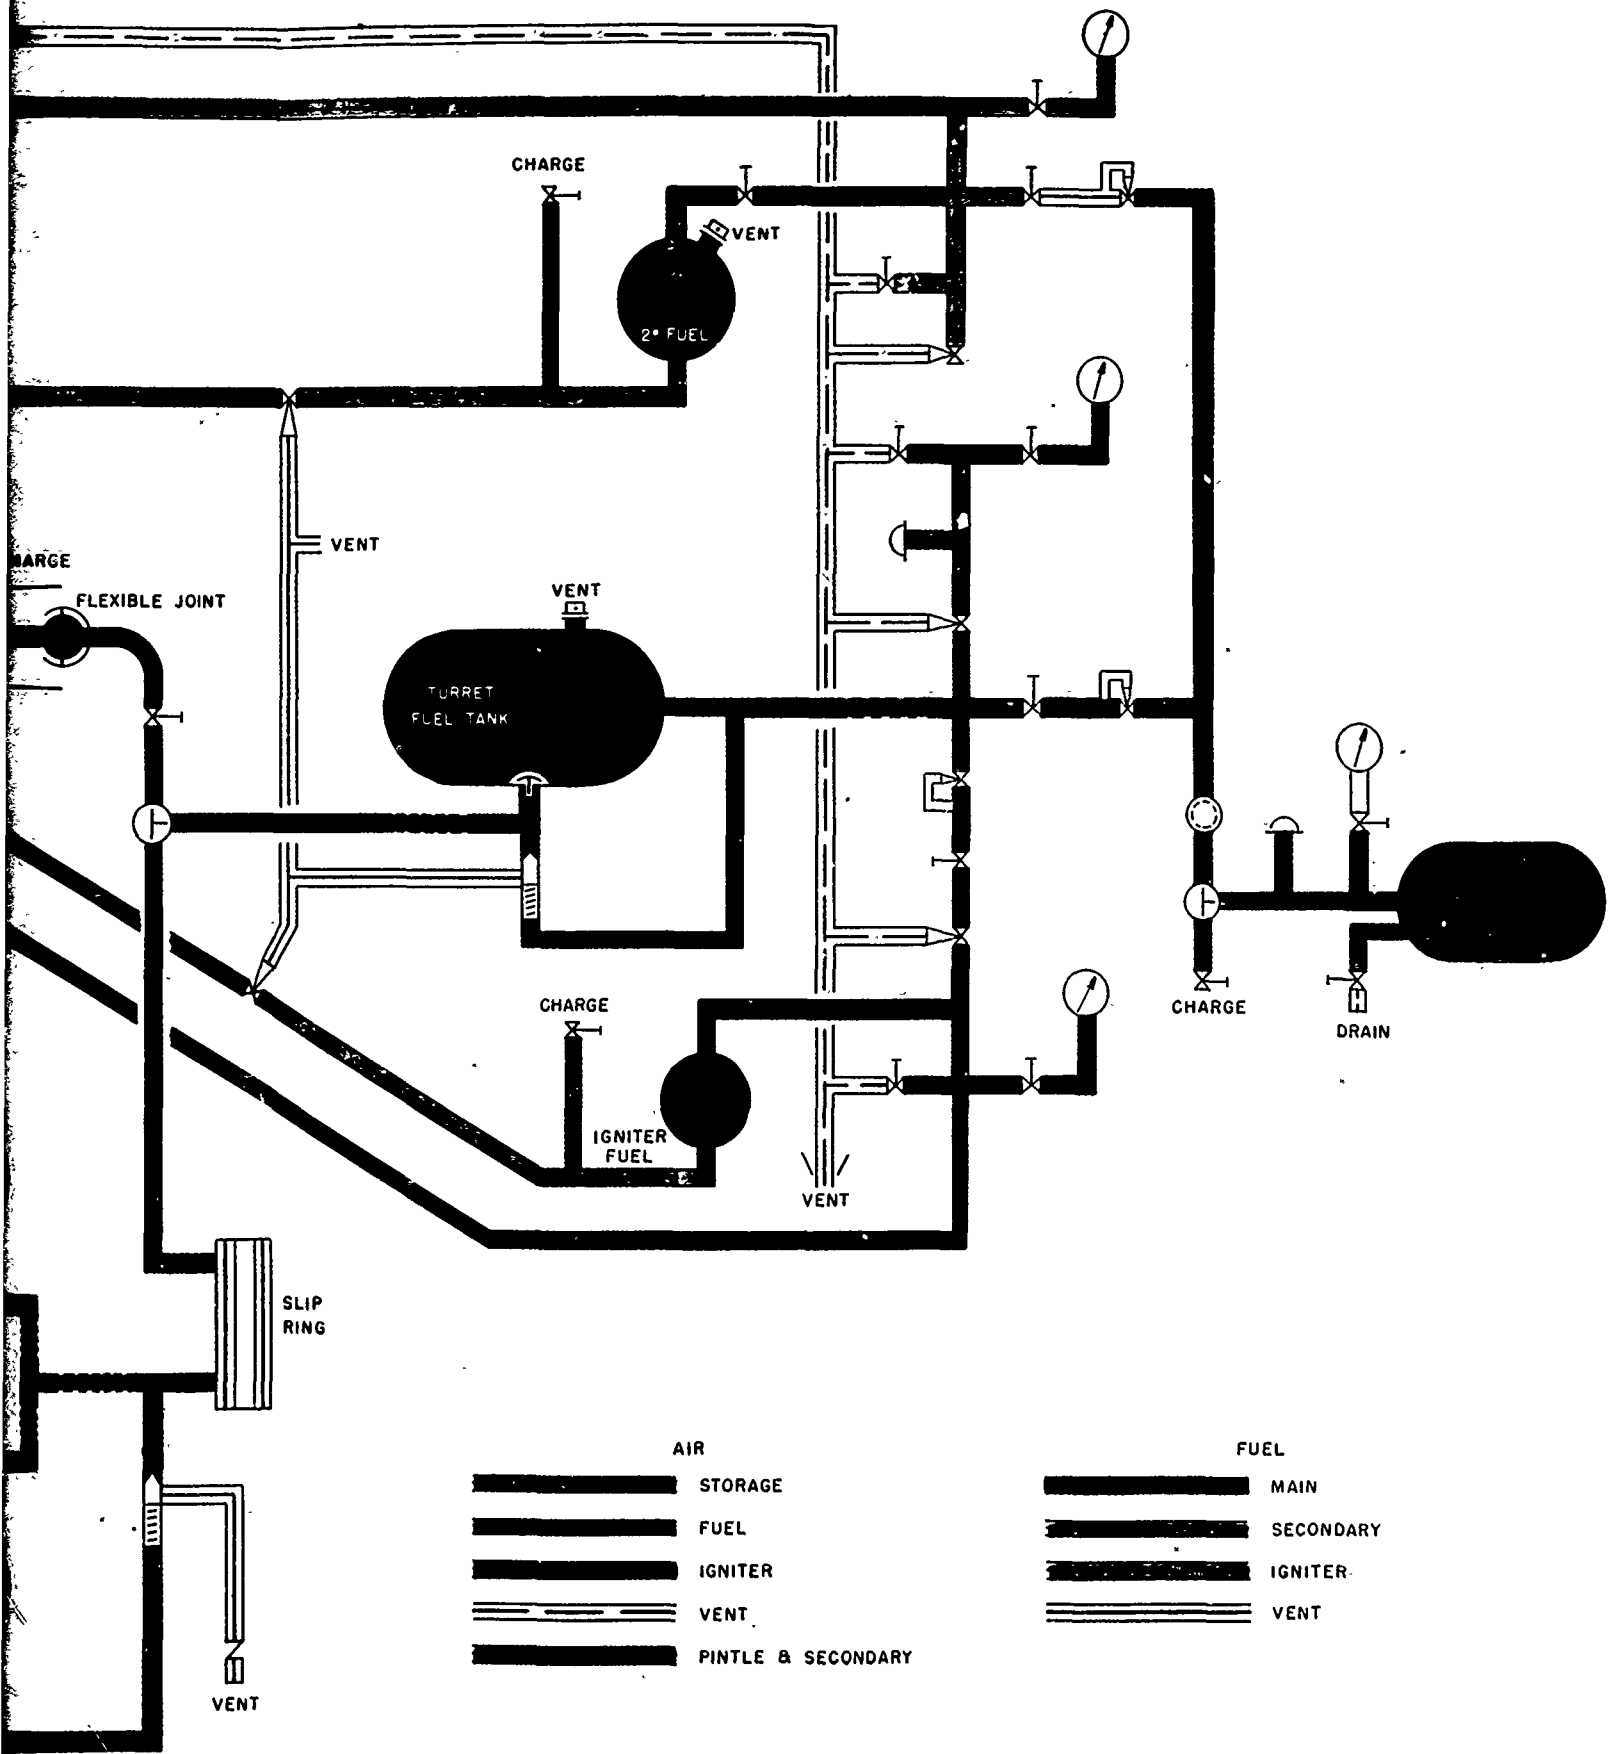 CHARGE
VENT
2° FUEL
VENT
FLEXIBLE JOINT
VENT
TURRET
FUEL TANK
CHARGE
CHARGE
DRAIN
IGNITER
FUEL
VENT
SLIP
RING
AIR
STORAGE
FUEL
IGNITER
VENT
PINTLE & SECONDARY
FUEL
MAIN
SECONDARY
IGNITER
VENT
VENT